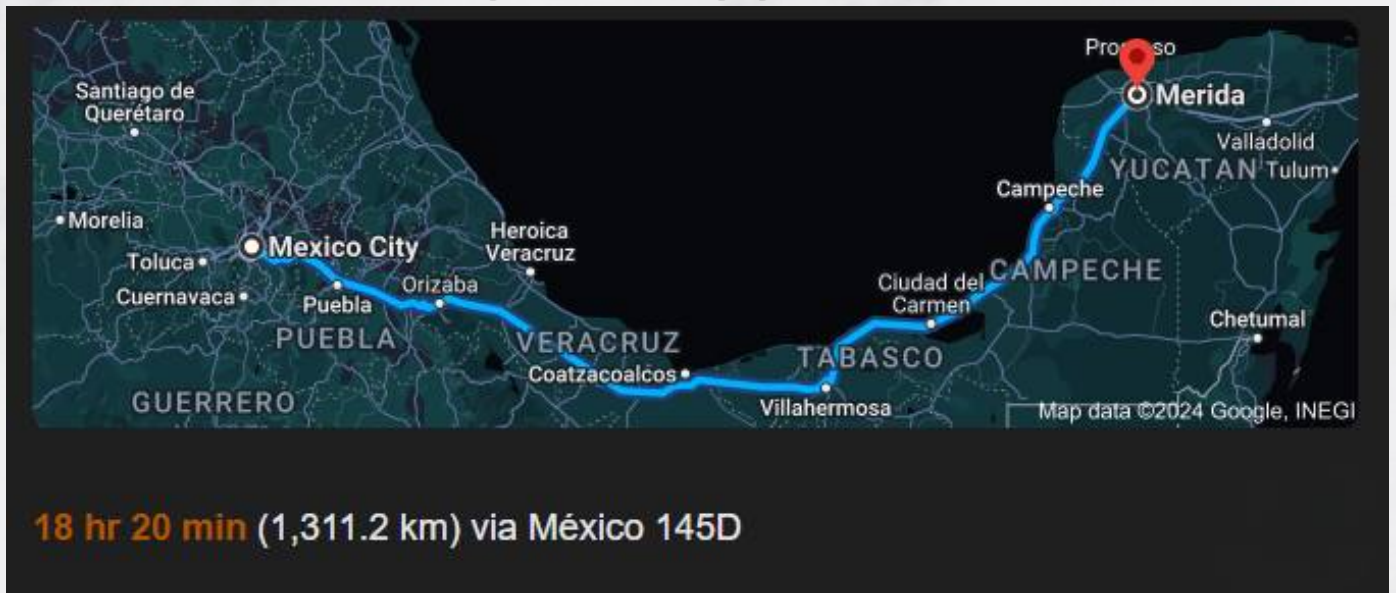 Progreso
Merida
Santiago de
Querétaro
Valladolid
YUCATAN
Tulum
Campeche
Morelia
Mexico City
Heroica
Veracruz
Toluca
CAMPECHE
Orizaba
Ciudad del
Carmen
Cuernavaca
Puebla
Chetumal
PUEBLA
VERACRUZ
TABASCO
Coatzacoalcos
GUERRERO
Villahermosa
Map data ©2024 Google, INEGI
18 hr 20 min (1,311.2 km) via México 145D